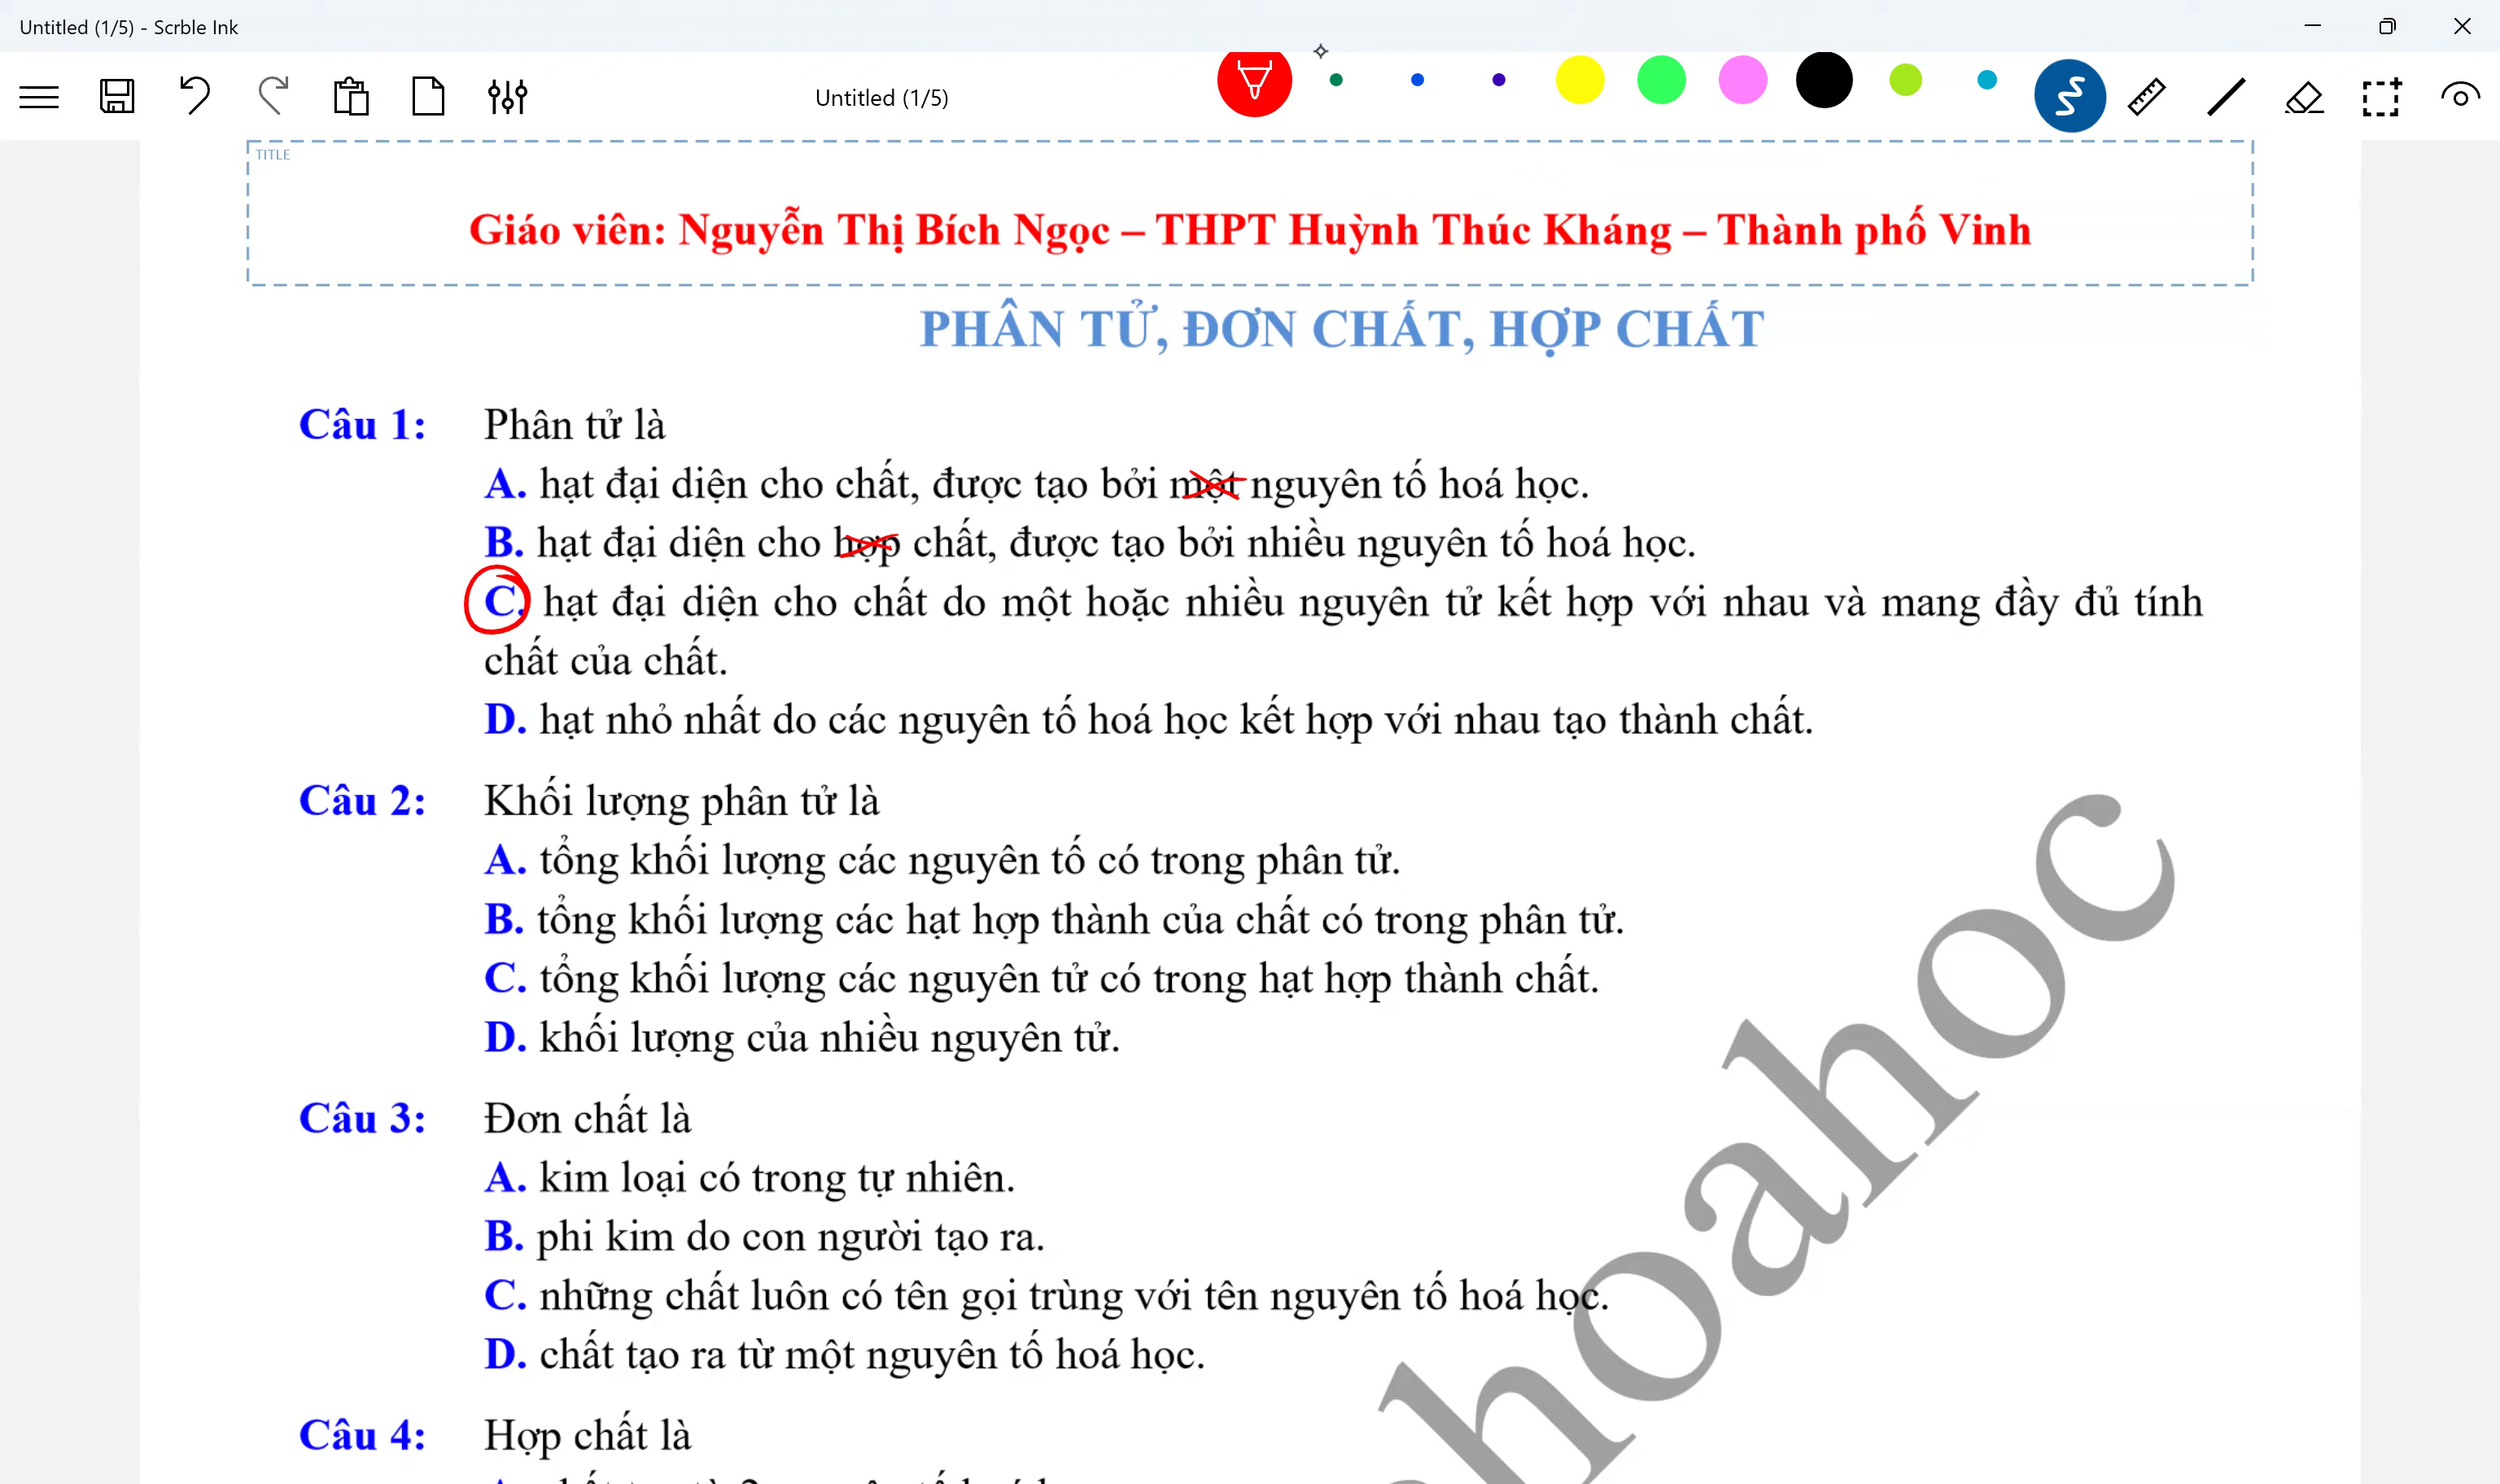 Untitled (1/5) - Scrble Ink
Untitled (1/5)
TITLE
Giáo viên: Nguyễn Thị Bích Ngọc – THPT Huỳnh Thúc Kháng – Thành phố Vinh
PHÂN TỬ, ĐƠN CHẤT, HỢP CHẤT
Câu 1: Phân tử là
A. hạt đại diện cho chất, được tạo bởi một nguyên tố hoá học.
B. hạt đại diện cho hợp chất, được tạo bởi nhiều nguyên tố hoá học.
C. hạt đại diện cho chất do một hoặc nhiều nguyên tử kết hợp với nhau và mang đầy đủ tính
chất của chất.
D. hạt nhỏ nhất do các nguyên tố hoá học kết hợp với nhau tạo thành chất.
Câu 2: Khối lượng phân tử là
A. tổng khối lượng các nguyên tố có trong phân tử.
B. tổng khối lượng các hạt hợp thành của chất có trong phân tử.
C. tổng khối lượng các nguyên tử có trong hạt hợp thành chất.
D. khối lượng của nhiều nguyên tử.
Câu 3: Đơn chất là
A. kim loại có trong tự nhiên.
B. phi kim do con người tạo ra.
C. những chất luôn có tên gọi trùng với tên nguyên tố hoá học.
D. chất tạo ra từ một nguyên tố hoá học.
Câu 4: Hợp chất là
hoahoc